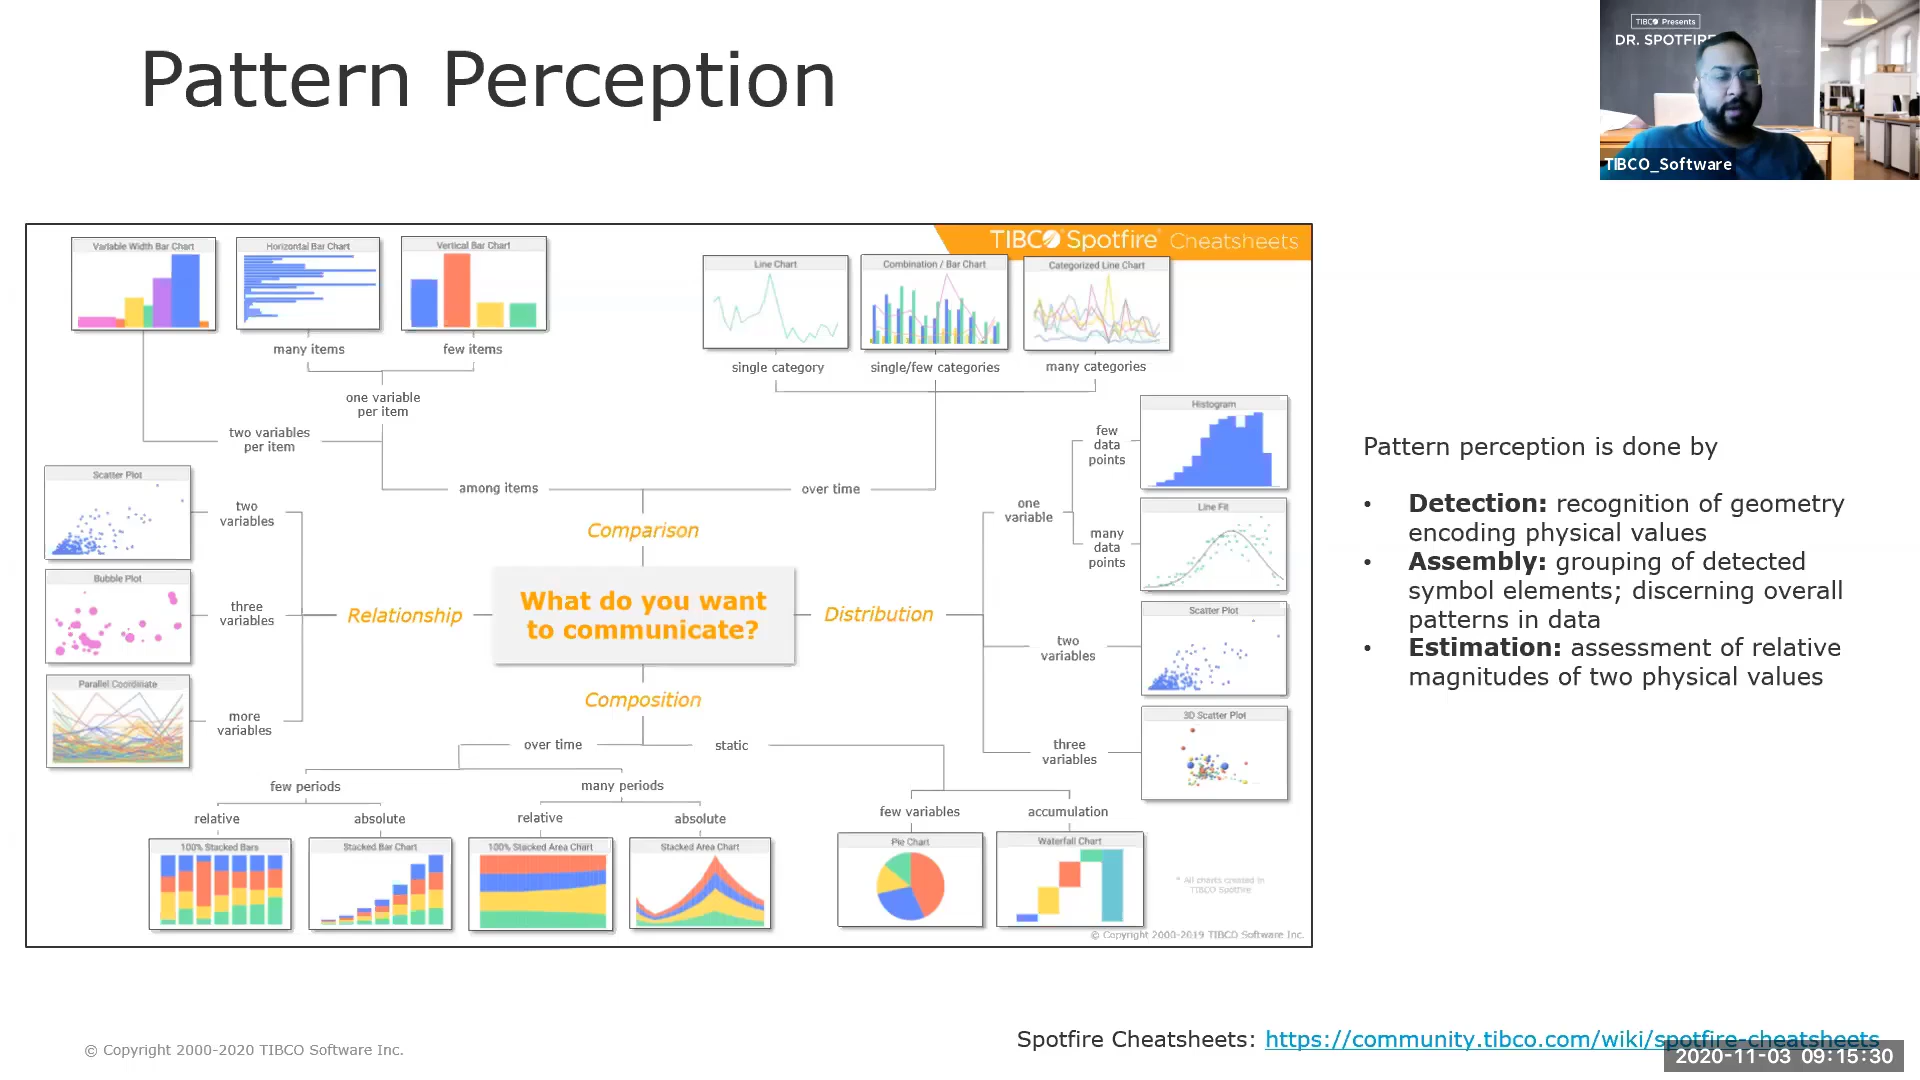 Pattern Perception
TIBCO Presents
DR. SPOTFIRE
TIBCO_Software
TIBCO Spotfire® Cheatsheets
Variable Width Bar Chart
Horizontal Bar Chart
Vertical Bar Chart
many items
few items
one variable
per item
two variables
per item
among items
Line Chart
Combination / Bar Chart
Categorized Line Chart
single category
single/few categories
many categories
over time
Comparison
What do you want
to communicate?
Relationship
Scatter Plot
two
variables
Bubble Plot
three
variables
Parallel Coordinate
more
variables
Distribution
one
variable
few
data
points
Histogram
many
data
points
Line Fit
two
variables
Scatter Plot
three
variables
3D Scatter Plot
Composition
over time
static
few periods
many periods
relative
absolute
relative
absolute
few variables
accumulation
100% Stacked Bars
Stacked Bar Chart
100% Stacked Area Chart
Stacked Area Chart
Pie Chart
Waterfall Chart
* All charts created in
TIBCO Spotfire
© Copyright 2000-2019 TIBCO Software Inc.
Pattern perception is done by
• Detection: recognition of geometry
encoding physical values
• Assembly: grouping of detected
symbol elements; discerning overall
patterns in data
• Estimation: assessment of relative
magnitudes of two physical values
Spotfire Cheatsheets: https://community.tibco.com/wiki/spotfire-cheatsheets
© Copyright 2000-2020 TIBCO Software Inc.
2020-11-03 09:15:30